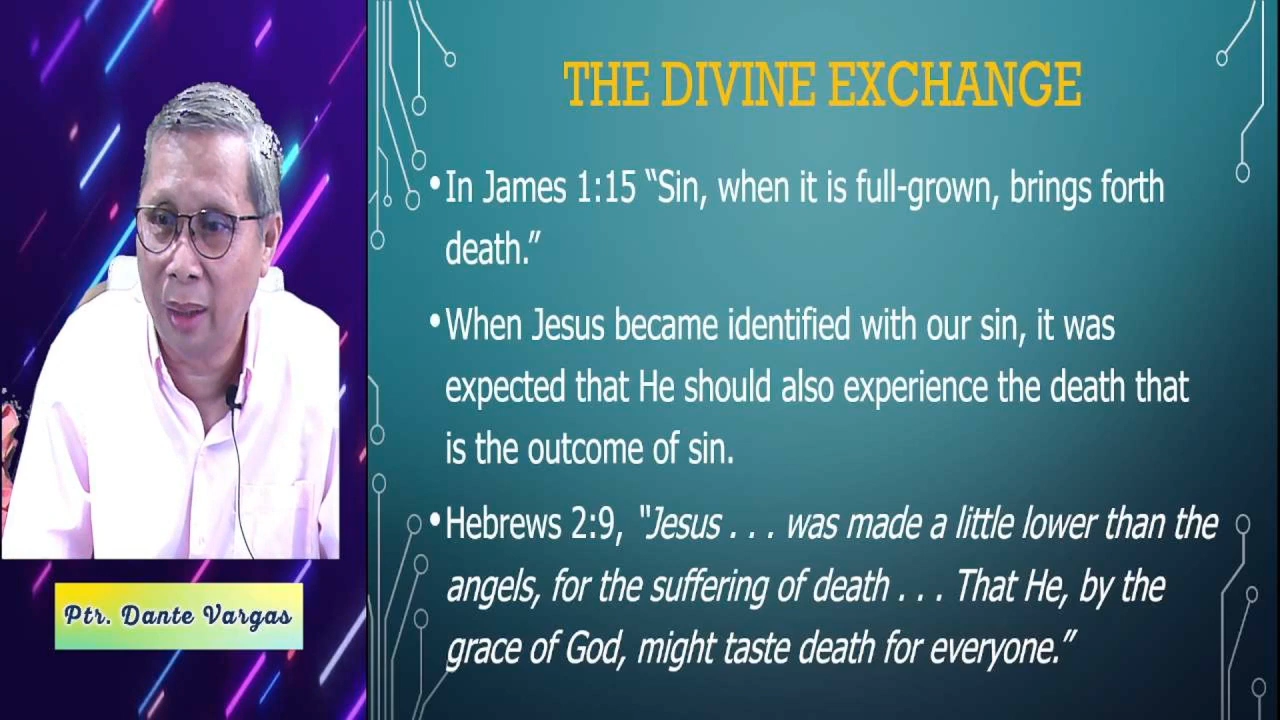 THE DIVINE EXCHANGE
•In James 1:15 “Sin, when it is full-grown, brings forth
death.”
•When Jesus became identified with our sin, it was
expected that He should also experience the death that
is the outcome of sin.
•Hebrews 2:9, “Jesus . . . was made a little lower than the
angels, for the suffering of death . . . That He, by the
grace of God, might taste death for everyone.”
Ptr. Dante Vargas